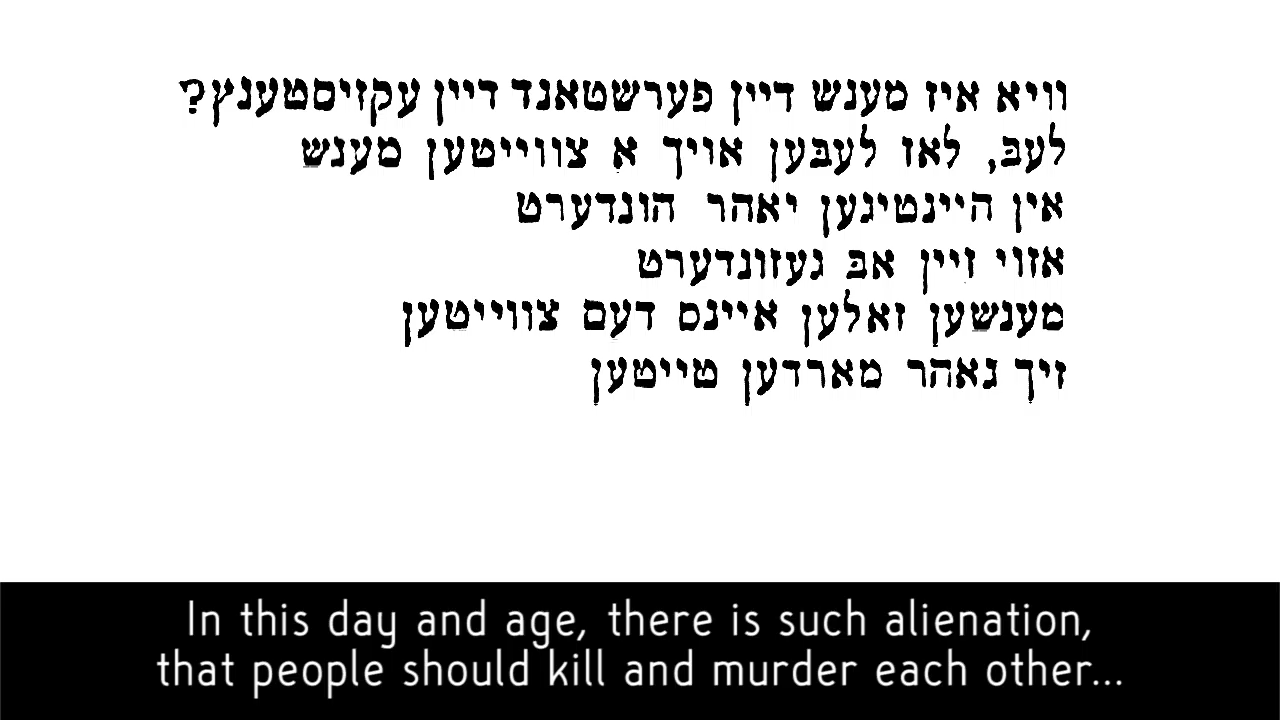 וויא איז מענש דיין פערשטאנד דיין עקזיסטענץ?
לעבּ, לאז לעבּען אויך אַ צווייטען מענש
אין היינטיגען יאהר הונדערט
אזוי זיין אבּ געזונדערט
מענשען זאלען איינס דעם צווייטען
זיך גאהר מארדען טייטען
In this day and age, there is such alienation,
that people should kill and murder each other...